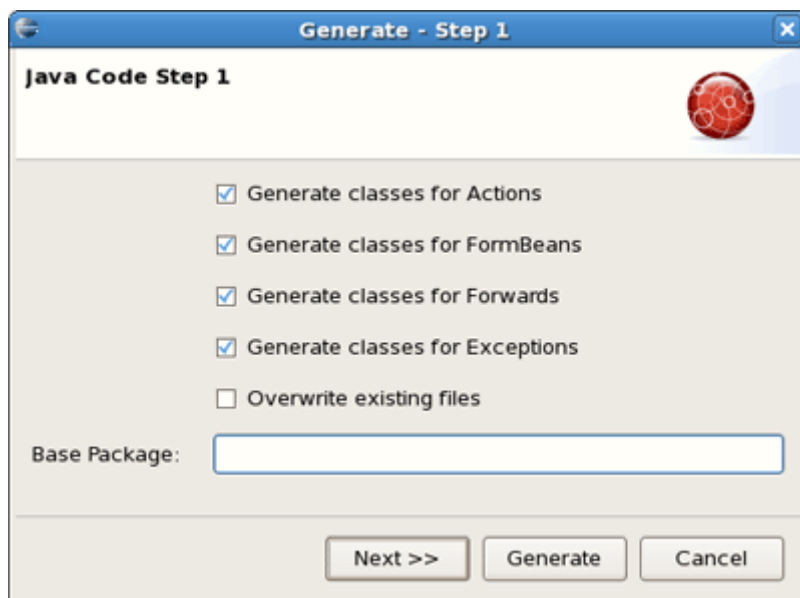 Generate - Step 1
Java Code Step 1
Generate classes for Actions
Generate classes for FormBeans
Generate classes for Forwards
Generate classes for Exceptions
Overwrite existing files
Base Package:
Next >> Generate Cancel